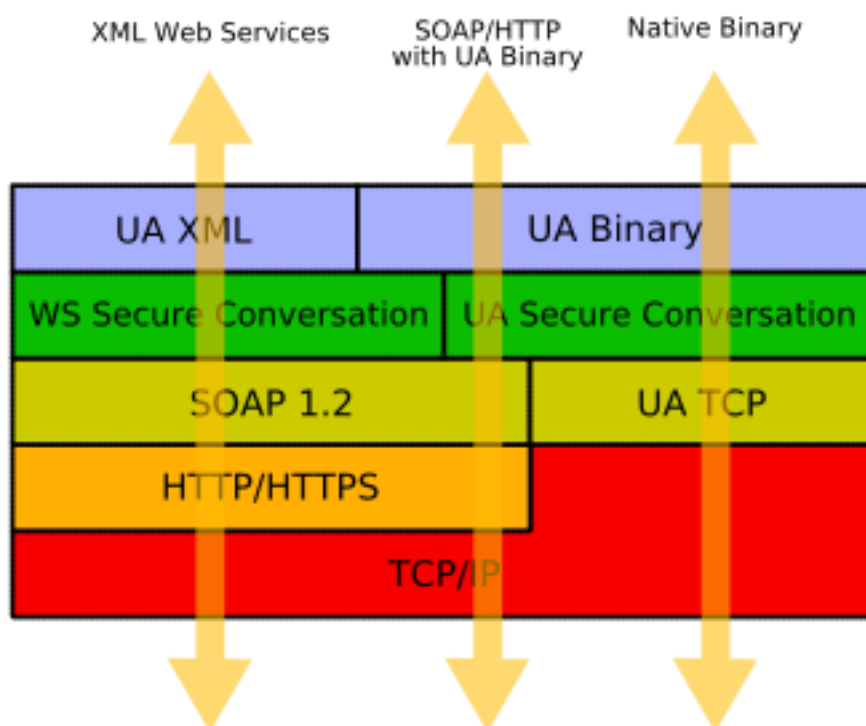 XML Web Services
SOAP/HTTP
with UA Binary
Native Binary
UA XML
UA Binary
WS Secure Conversation
UA Secure Conversation
SOAP 1.2
UA TCP
HTTP/HTTPS
TCP/IP